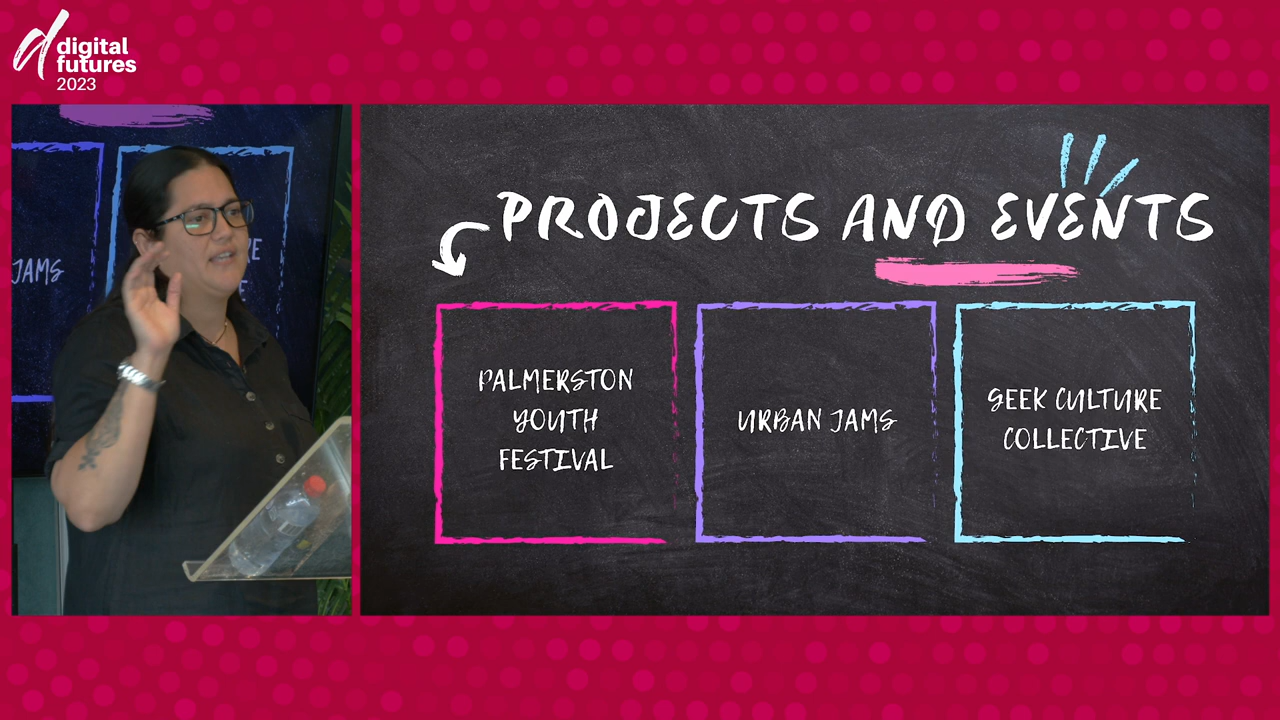 digital
futures
2023
PROJECTS AND EVENTS
PALMERSTON
YOUTH
FESTIVAL
URBAN JAMS
GEEK CULTURE
COLLECTIVE
JAMS